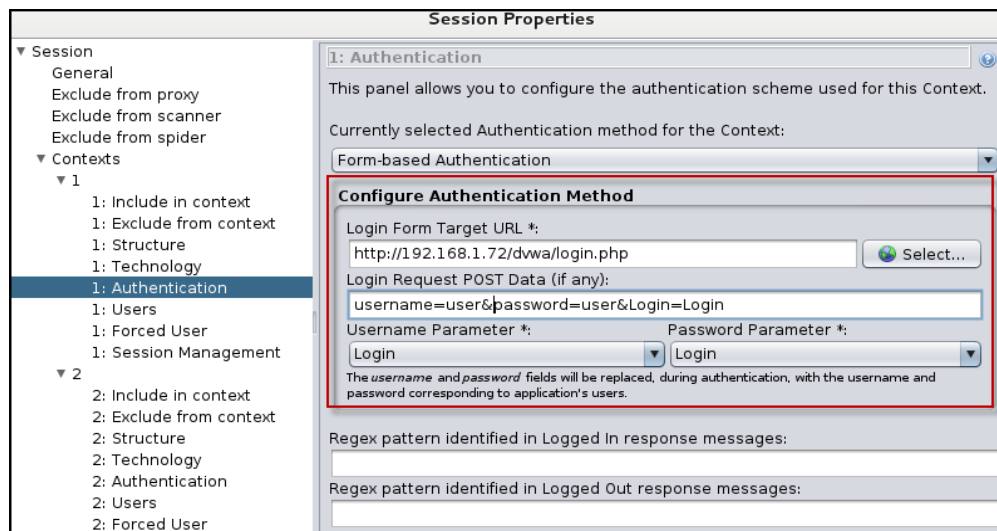 Session Properties
Session
General
Exclude from proxy
Exclude from scanner
Exclude from spider
Contexts
1
1: Include in context
1: Exclude from context
1: Structure
1: Technology
1: Authentication
1: Users
1: Forced User
1: Session Management
2
2: Include in context
2: Exclude from context
2: Structure
2: Technology
2: Authentication
2: Users
2: Forced User
1: Authentication
This panel allows you to configure the authentication scheme used for this Context.
Currently selected Authentication method for the Context:
Form-based Authentication
Configure Authentication Method
Login Form Target URL *:
http://192.168.1.72/dvwa/login.php
Select...
Login Request POST Data (if any):
username=user&password=user&Login=Login
Username Parameter *:
Password Parameter *:
Login
Login
The username and password fields will be replaced, during authentication, with the username and
password corresponding to application's users.
Regex pattern identified in Logged In response messages:
Regex pattern identified in Logged Out response messages: